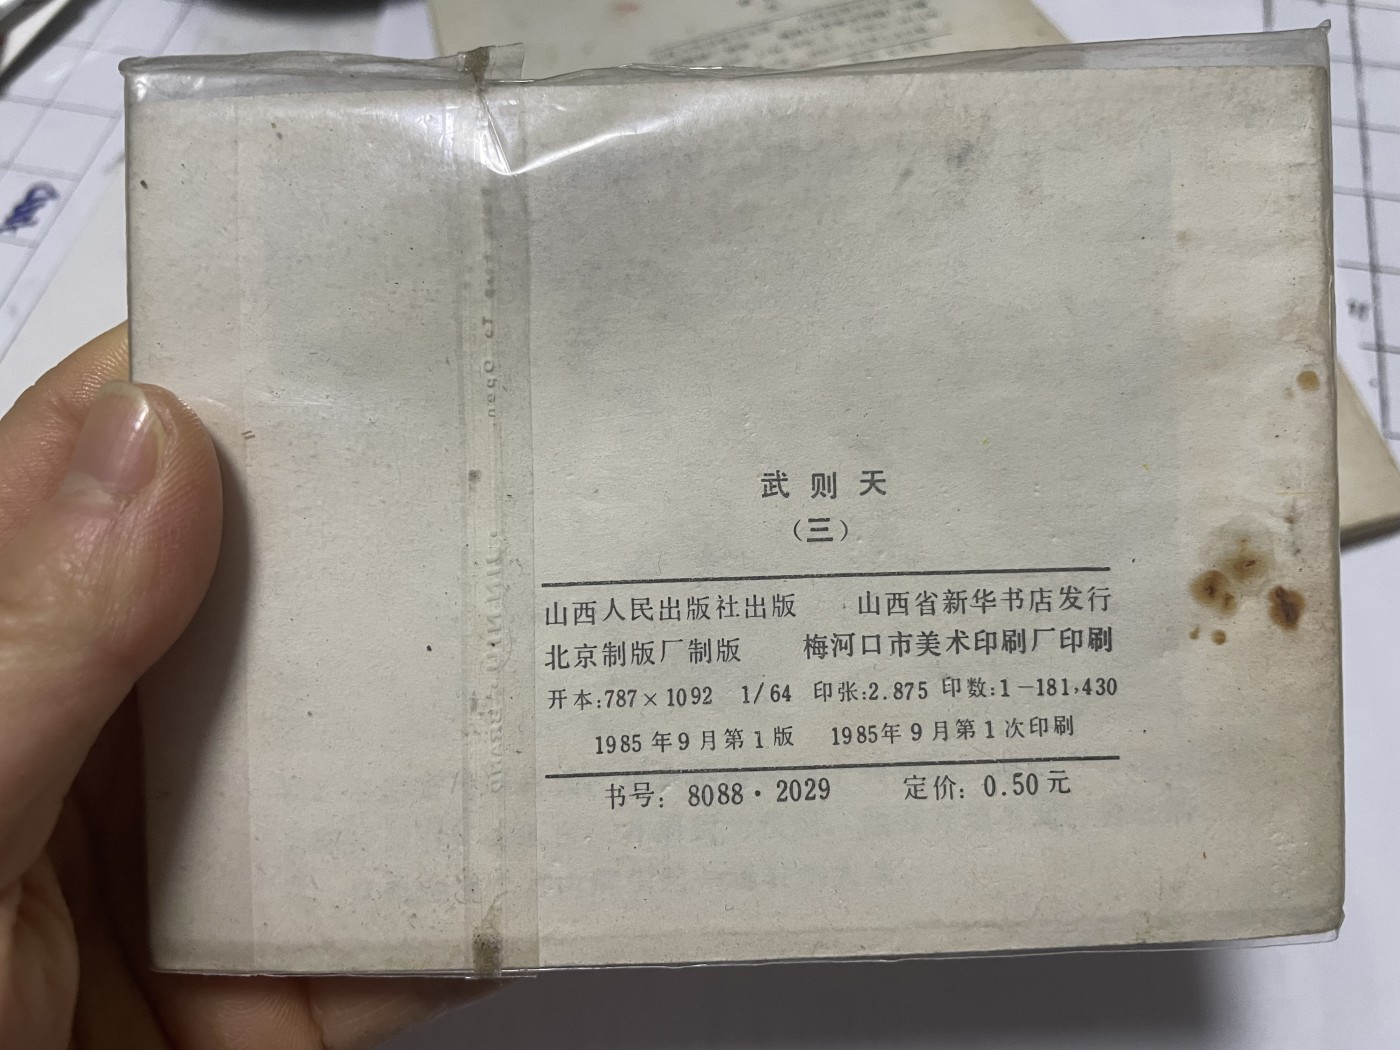 武则天
（三）
山西人民出版社出版 山西省新华书店发行
北京制版厂制版 梅河口市美术印刷厂印刷
开本:787×1092 1/64 印张:2.875 印数:1－181,430
1985年9月第1版 1985年9月第1次印刷
书号：8088·2029 定价：0.50元